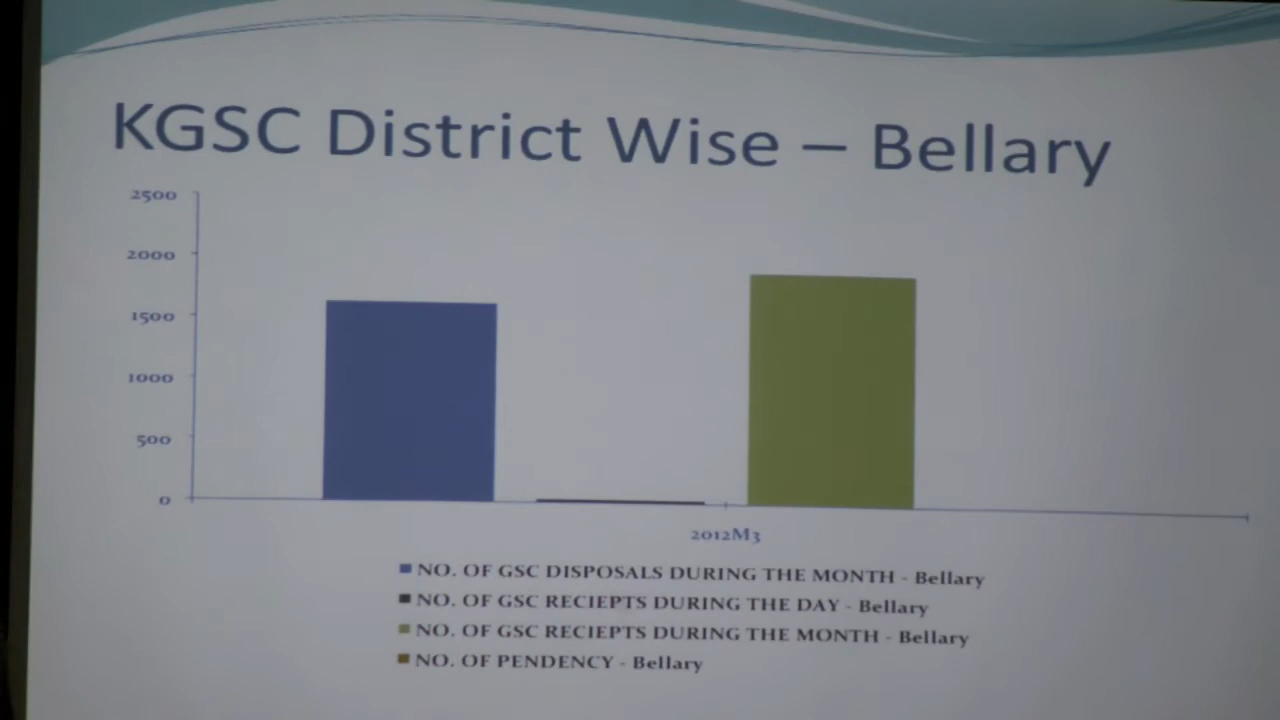 KGSC District Wise – Bellary
2500
2000
1500
1000
500
0
2012M3
NO. OF GSC DISPOSALS DURING THE MONTH - Bellary
NO. OF GSC RECIEPTS DURING THE DAY - Bellary
NO. OF GSC RECIEPTS DURING THE MONTH - Bellary
NO. OF PENDENCY - Bellary